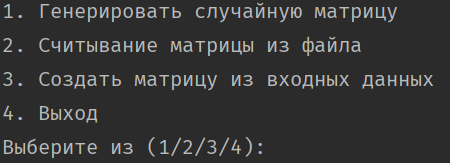 1. Генерировать случайную матрицу
2. Считывание матрицы из файла
3. Создать матрицу из входных данных
4. Выход
Выберите из (1/2/3/4):